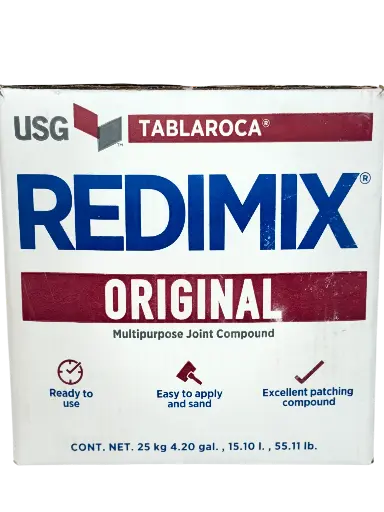 USG™ TABLAROCA®
REDIMIX®
ORIGINAL
Multipurpose Joint Compound
Ready to
use
Easy to apply
and sand
Excellent patching
compound
CONT. NET. 25 kg 4.20 gal. , 15.10 l. , 55.11 lb.